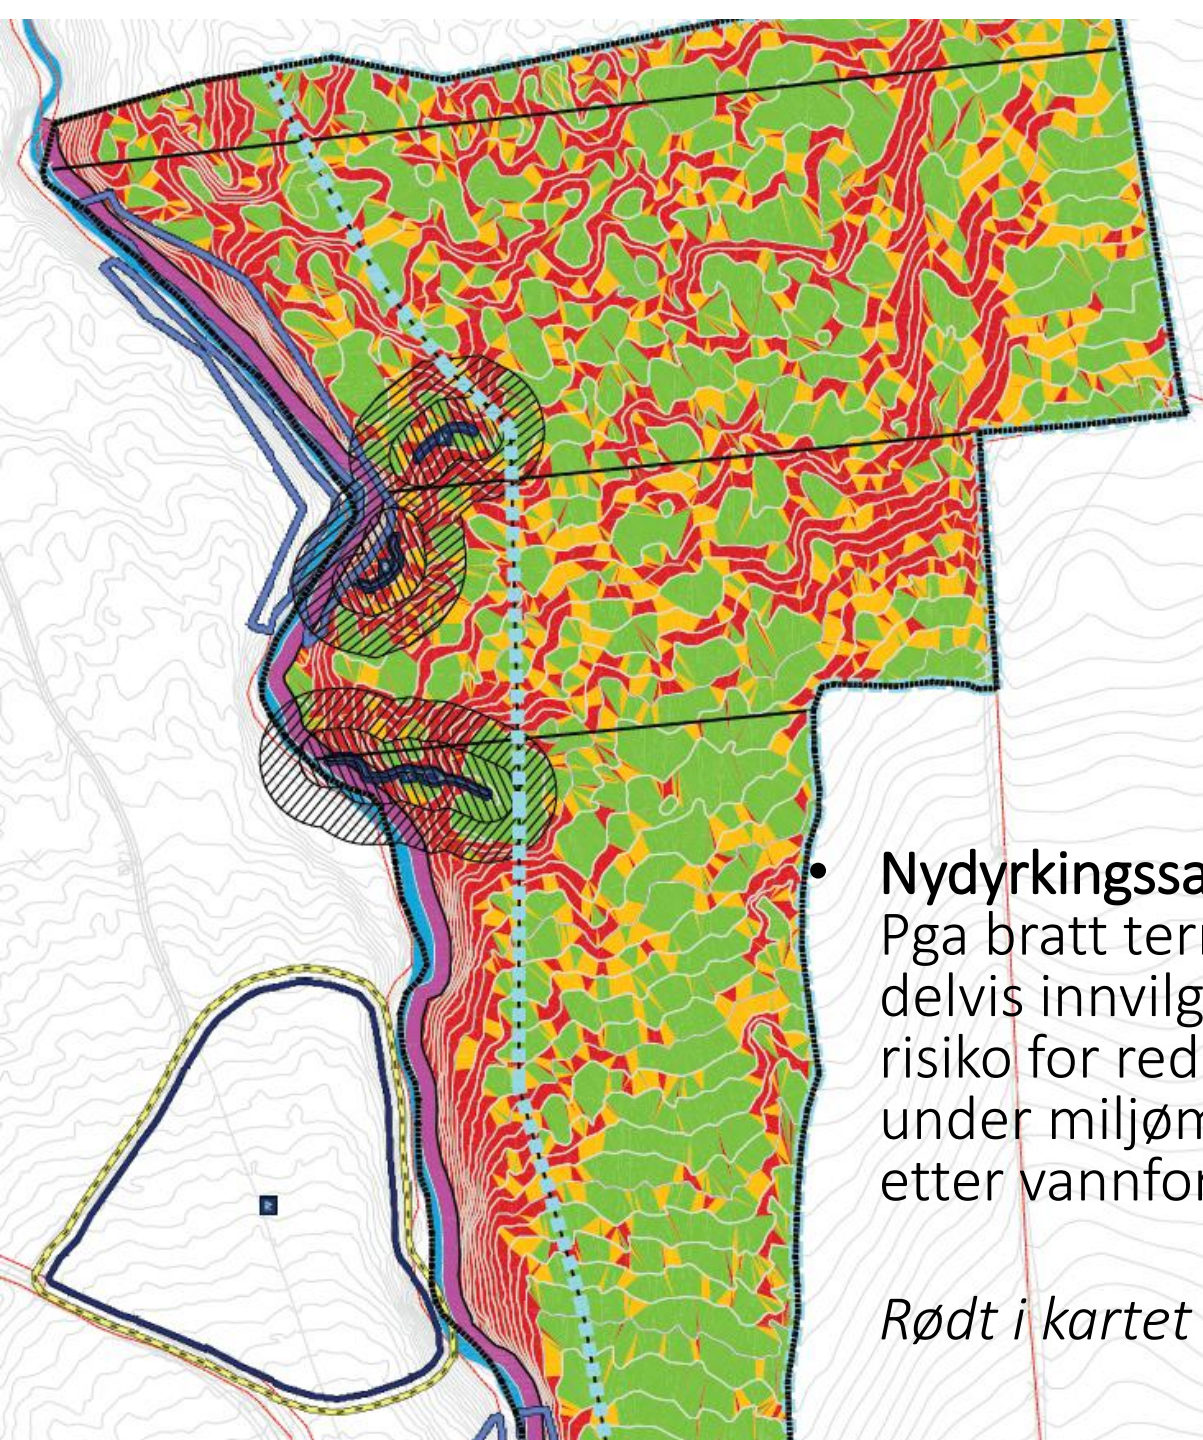 • Nydyrkingssa
Pga bratt terr
delvis innvilg
risiko for red
under miljøm
etter vannfor
Rødt i kartet